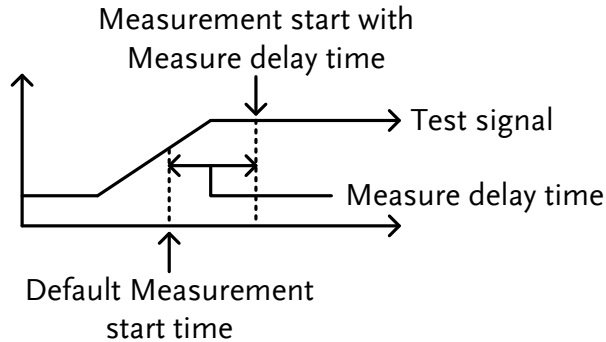 Measurement start with
Measure delay time
Test signal
Measure delay time
Default Measurement
start time